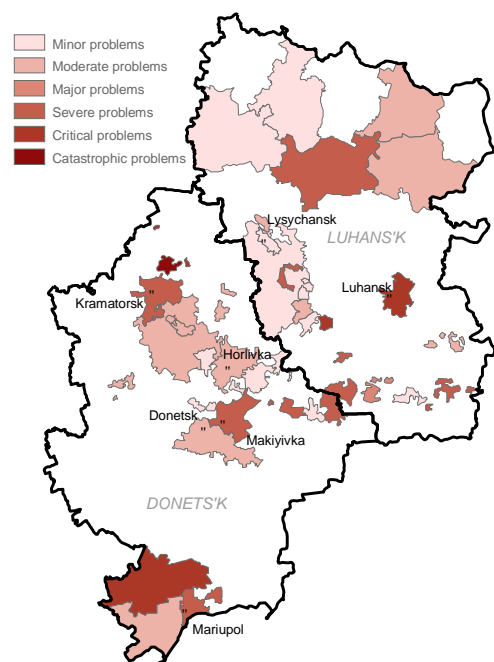 Minor problems
Moderate problems
Major problems
Severe problems
Critical problems
Catastrophic problems
Lysychansk
"
LUHANS'K
Luhansk
"
Kramatorsk
"
Horlivka
"
Donetsk
"
"
Makiyivka
DONETS'K
"
Mariupol